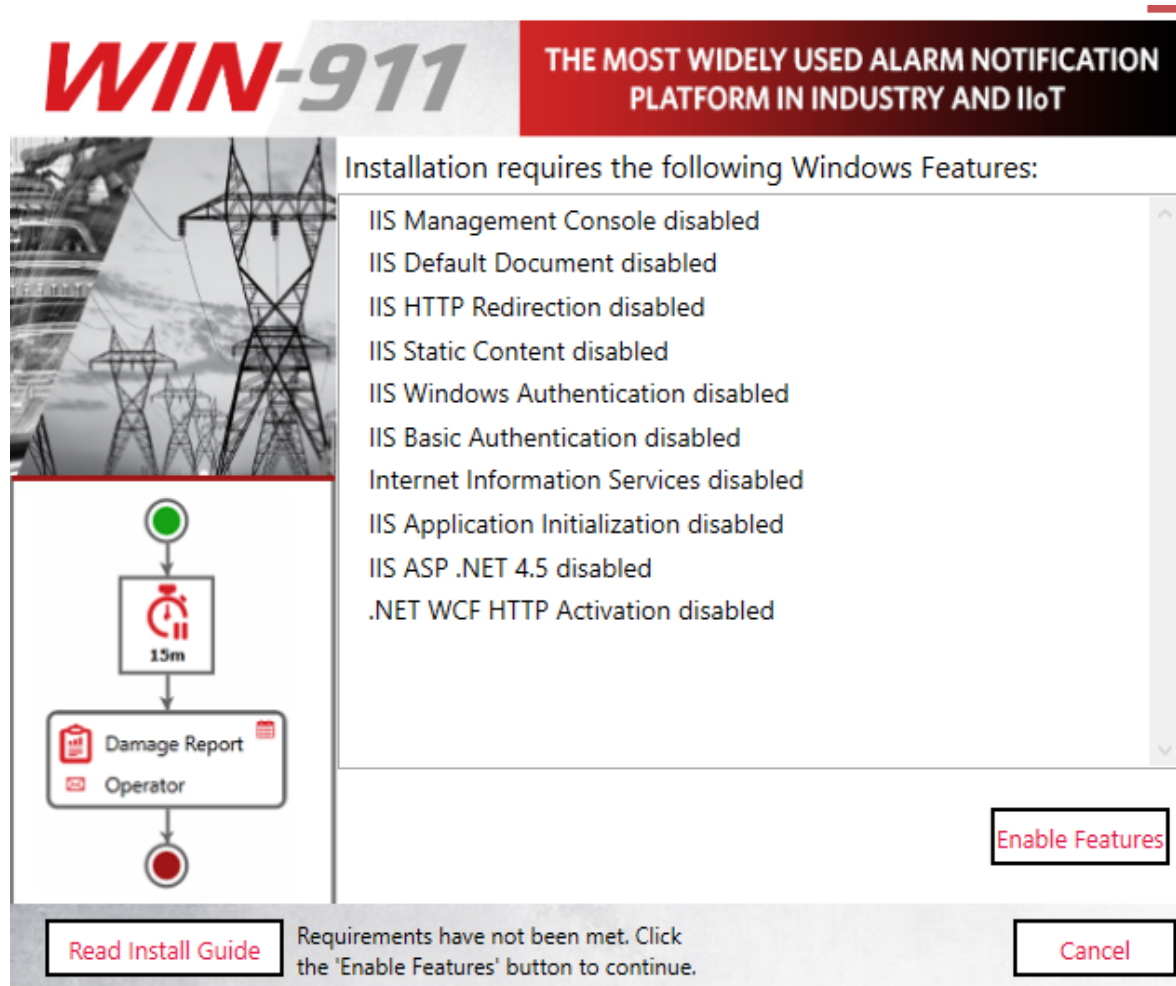 WIN-911
THE MOST WIDELY USED ALARM NOTIFICATION
PLATFORM IN INDUSTRY AND IIoT
Installation requires the following Windows Features:
IIS Management Console disabled
IIS Default Document disabled
IIS HTTP Redirection disabled
IIS Static Content disabled
IIS Windows Authentication disabled
IIS Basic Authentication disabled
Internet Information Services disabled
IIS Application Initialization disabled
IIS ASP .NET 4.5 disabled
.NET WCF HTTP Activation disabled
15m
Damage Report
Operator
Enable Features
Read Install Guide
Requirements have not been met. Click
the 'Enable Features' button to continue.
Cancel